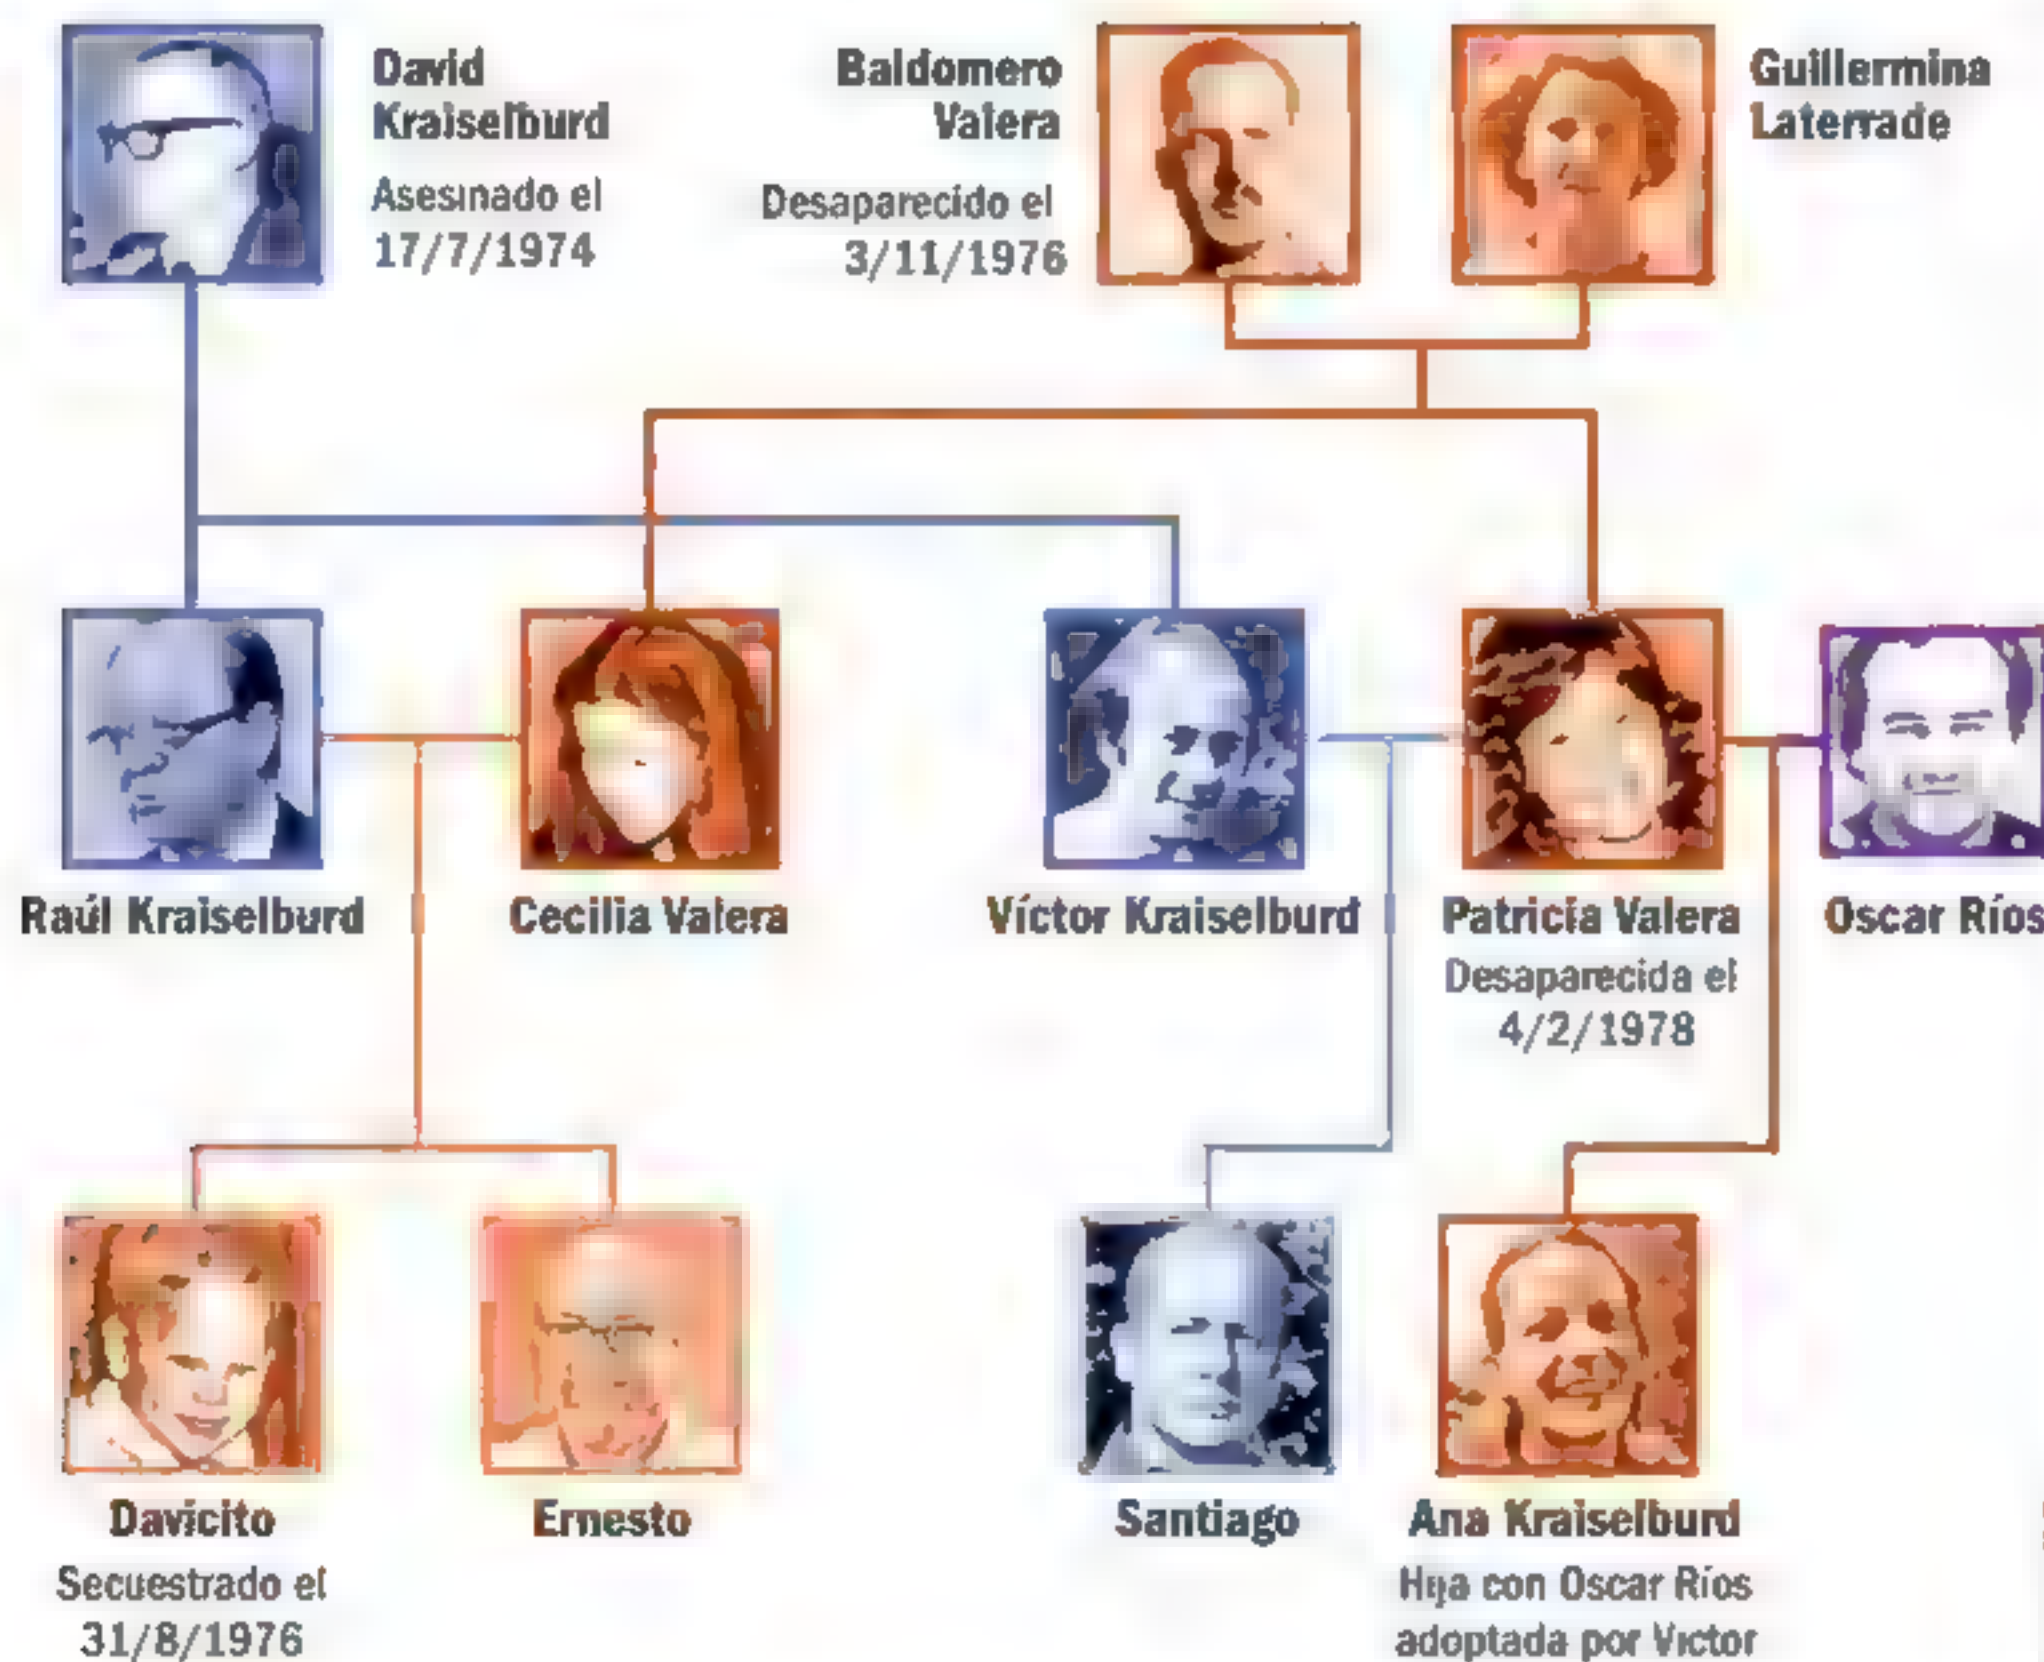 David
Kraiselburd
Asesinado el
17/7/1974
Baldomero
Valera
Desaparecido el
3/11/1976
Guillermina
Laterrade
Raúl Kraiselburd
Cecilia Valera
Víctor Kraiselburd
Patricia Valera
Desaparecida el
4/2/1978
Oscar Ríos
Davicito
Secuestrado el
31/8/1976
Ernesto
Santiago
Ana Kraiselburd
Hija con Oscar Ríos
adoptada por Víctor